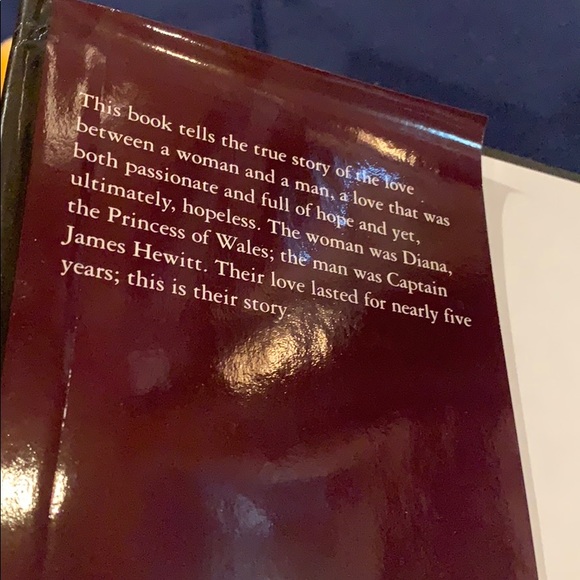 This book tells the true story of the love
between a woman and a man, a love that was
both passionate and full of hope and yet,
ultimately, hopeless. The woman was Diana,
the Princess of Wales; the man was Captain
James Hewitt. Their love lasted for nearly five
years; this is their story.